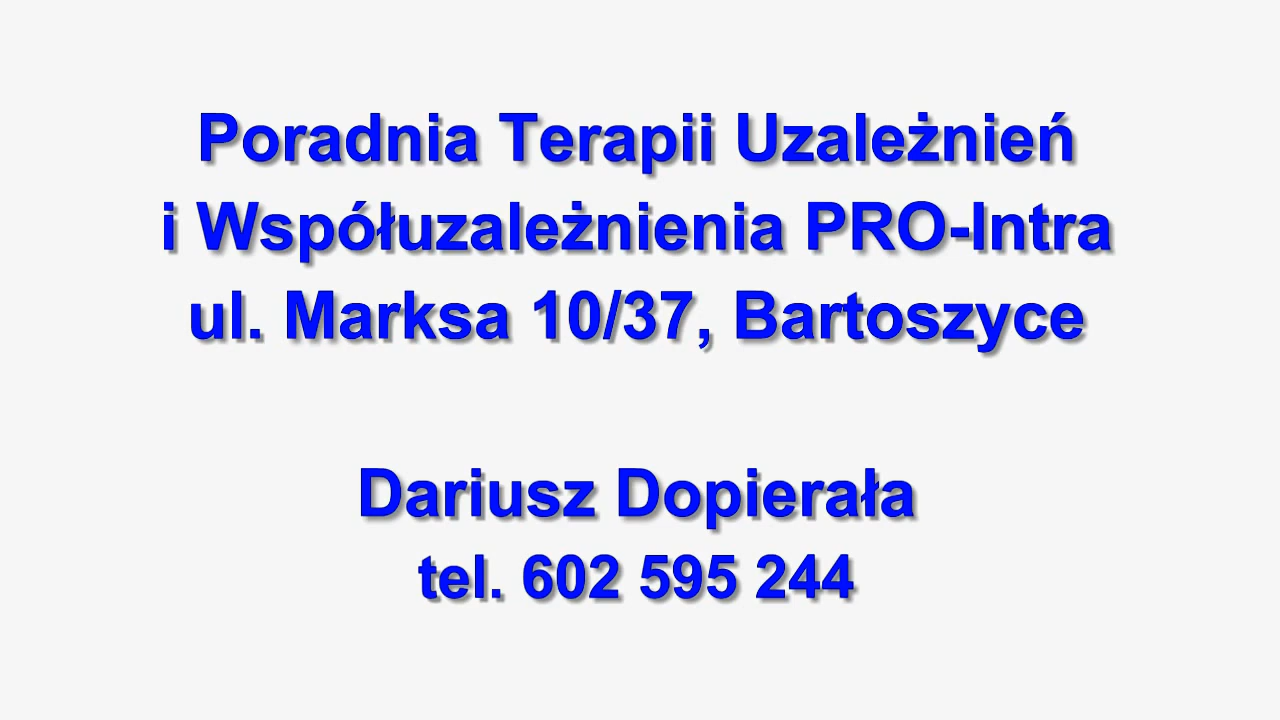 Poradnia Terapii Uzależnień
i Współuzależnienia PRO-Intra
ul. Marksa 10/37, Bartoszyce
Dariusz Dopierała
tel. 602 595 244